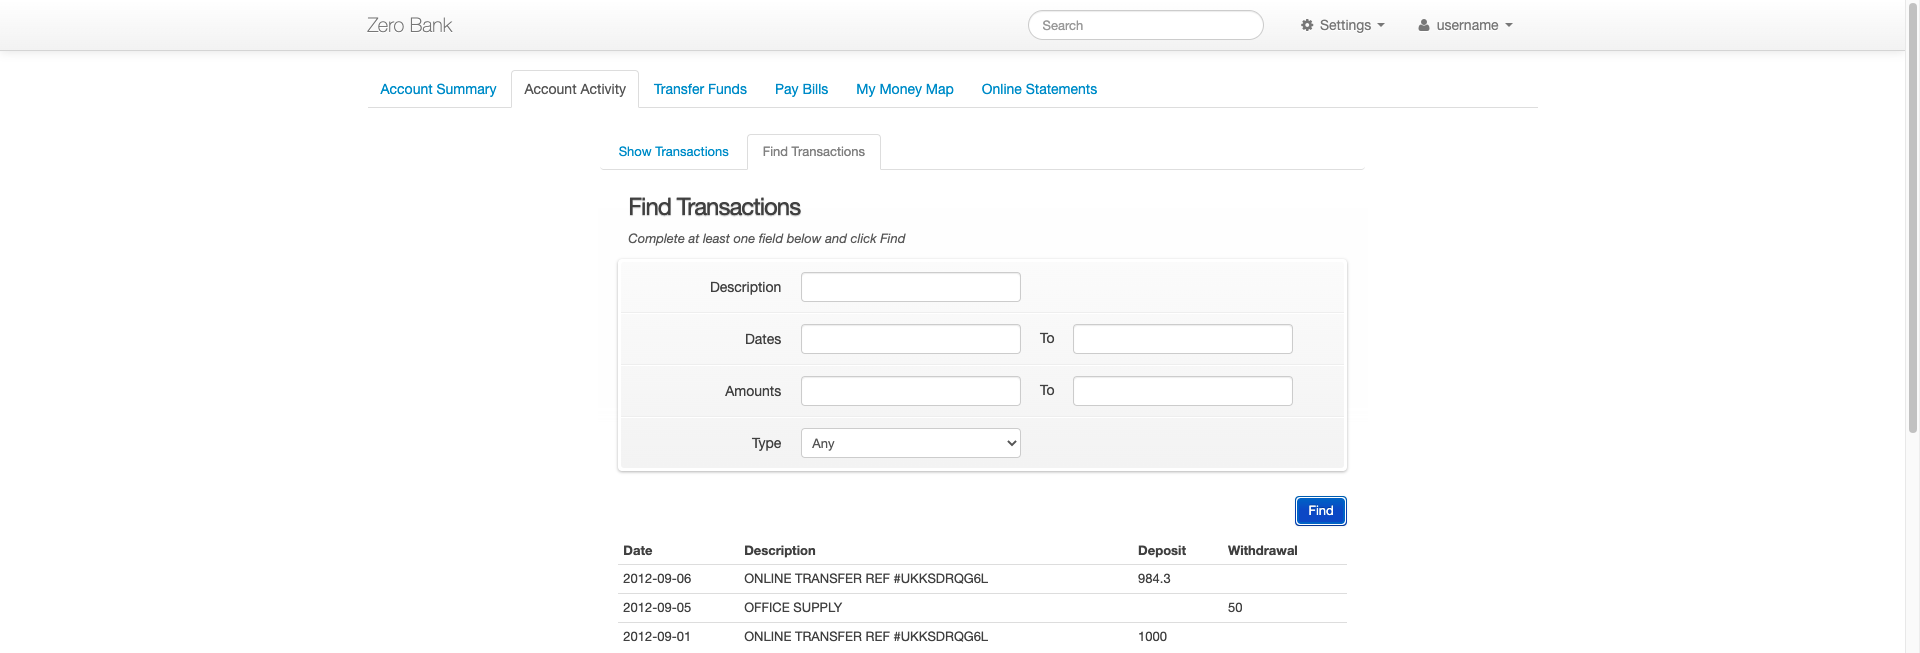 Zero Bank
Search
Settings
username
Account Summary
Account Activity
Transfer Funds
Pay Bills
My Money Map
Online Statements
Show Transactions
Find Transactions
Find Transactions
Complete at least one field below and click Find
Description
Dates
To
Amounts
To
Type
Any
Find
Date Description Deposit Withdrawal
2012-09-06 ONLINE TRANSFER REF #UKKSDRQG6L 984.3
2012-09-05 OFFICE SUPPLY 50
2012-09-01 ONLINE TRANSFER REF #UKKSDRQG6L 1000